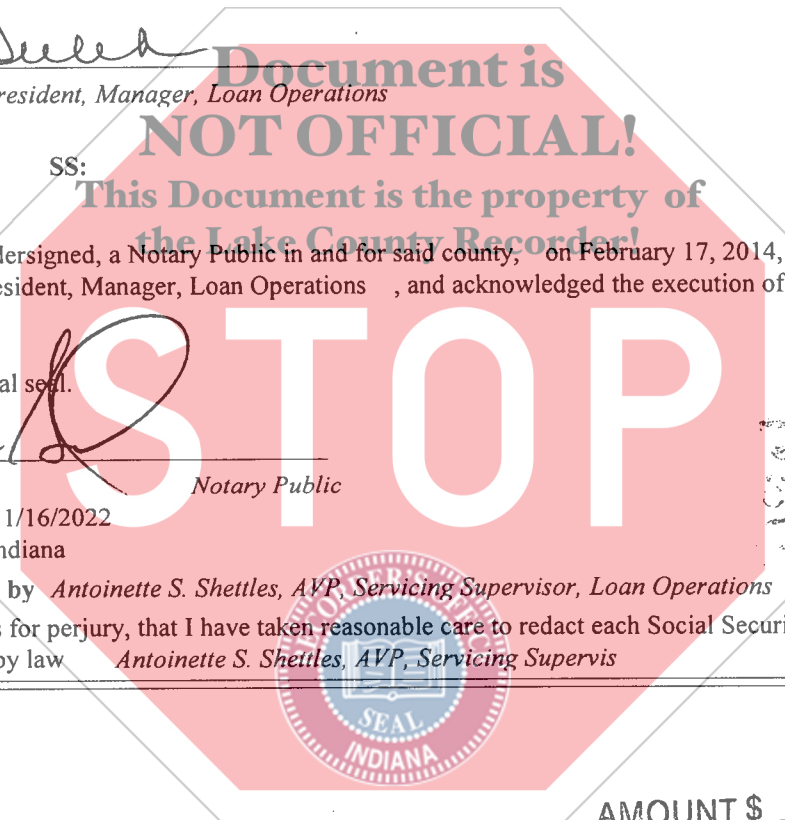 Document is
resident, Manager, Loan Operations
NOT OFFICIAL!
SS:
This Document is the property of
the Lake County Recorder!
dersigned, a Notary Public in and for said county, on February 17, 2014,
esident, Manager, Loan Operations , and acknowledged the execution of
STOP
al seal.
Notary Public
1/16/2022
ndiana
by Antoinette S. Shettles, AVP, Servicing Supervisor, Loan Operations
s for perjury, that I have taken reasonable care to redact each Social Securi
by law Antoinette S. Shettles, AVP, Servicing Supervis
RECORDER'S OFFICE
SEAL
INDIANA
AMOUNT $